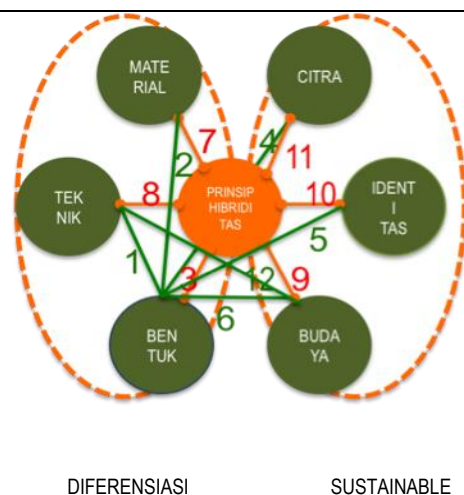 MATE
RIAL
CITRA
7
4
2
11
PRINSIP
HIBRIDI
TAS
TEK
NIK
8
10
IDENT
I
TAS
5
1
3
12
9
6
BEN
TUK
BUDA
YA
DIFERENSIASI
SUSTAINABLE